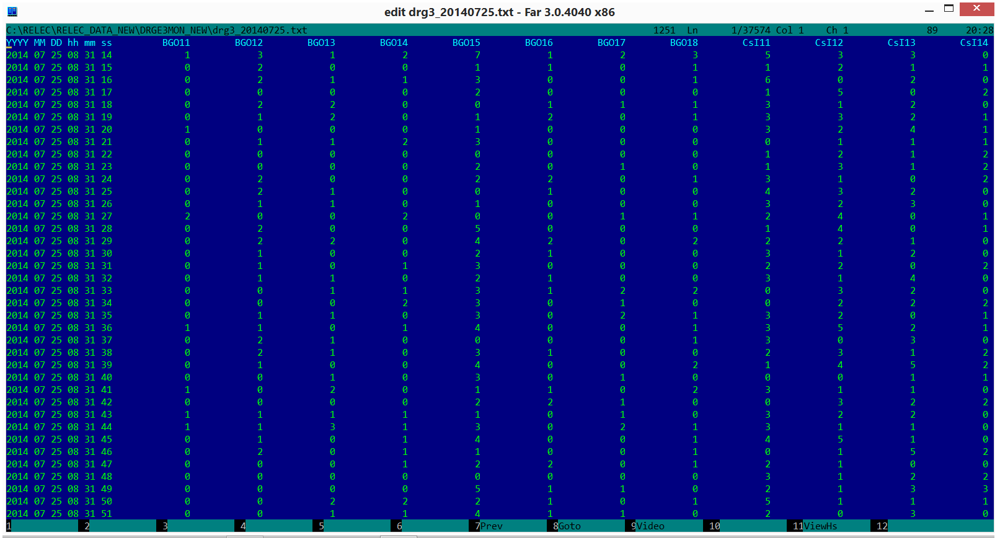 edit drg3_20140725.txt - Far 3.0.4040 x86
C:\RELEC\RELEC_DATA_NEW\DRGE3MON_NEW\drg3_20140725.txt 1251 Ln 1/37574 Col 1 Ch 1 89 20:28
YYYY MM DD hh mm ss BGO11 BGO12 BGO13 BGO14 BGO15 BGO16 BGO17 BGO18 CsI11 CsI12 CsI13 CsI14
2014 07 25 08 31 14 1 3 1 2 7 1 2 3 5 3 3 0
2014 07 25 08 31 15 0 2 0 0 1 1 0 1 1 2 1 1
2014 07 25 08 31 16 0 2 1 1 3 0 0 1 6 0 2 0
2014 07 25 08 31 17 0 0 0 0 2 0 0 0 1 5 0 2
2014 07 25 08 31 18 0 2 2 0 0 1 1 1 3 1 2 0
2014 07 25 08 31 19 0 1 2 0 1 2 0 1 3 3 2 1
2014 07 25 08 31 20 1 0 0 0 1 0 0 0 3 2 4 1
2014 07 25 08 31 21 0 1 1 2 3 0 0 0 0 1 1 1
2014 07 25 08 31 22 0 0 0 0 0 0 0 0 1 2 1 2
2014 07 25 08 31 23 0 0 0 0 2 0 1 0 1 3 1 2
2014 07 25 08 31 24 0 2 0 0 2 2 0 1 3 1 0 2
2014 07 25 08 31 25 0 2 1 0 0 1 0 0 4 3 2 0
2014 07 25 08 31 26 0 1 1 0 1 0 0 0 3 2 3 0
2014 07 25 08 31 27 2 0 0 2 0 0 1 1 2 4 0 1
2014 07 25 08 31 28 0 2 0 0 5 0 0 0 1 4 0 1
2014 07 25 08 31 29 0 2 2 0 4 2 0 2 2 2 1 0
2014 07 25 08 31 30 0 1 0 0 2 1 0 0 3 1 2 0
2014 07 25 08 31 31 0 1 0 1 3 0 0 0 2 2 0 2
2014 07 25 08 31 32 0 1 1 0 2 1 0 0 3 1 4 0
2014 07 25 08 31 33 0 0 1 1 3 1 2 2 0 3 2 0
2014 07 25 08 31 34 0 0 0 2 3 0 1 0 0 2 2 2
2014 07 25 08 31 35 0 1 1 0 3 0 2 1 3 2 0 1
2014 07 25 08 31 36 1 1 0 1 4 0 0 1 3 5 2 1
2014 07 25 08 31 37 0 2 1 0 0 0 0 1 3 0 3 0
2014 07 25 08 31 38 0 2 1 0 3 1 0 0 2 3 1 2
2014 07 25 08 31 39 0 1 0 0 4 0 0 2 1 4 5 2
2014 07 25 08 31 40 0 0 1 0 3 0 1 0 0 0 1 1
2014 07 25 08 31 41 1 0 2 0 1 1 0 2 3 1 1 0
2014 07 25 08 31 42 0 0 0 0 2 2 1 0 0 3 2 2
2014 07 25 08 31 43 1 1 1 1 1 0 1 0 3 2 2 0
2014 07 25 08 31 44 1 1 3 1 3 0 2 1 3 1 1 0
2014 07 25 08 31 45 0 1 0 1 4 0 0 1 4 5 1 0
2014 07 25 08 31 46 0 2 0 1 1 0 0 1 0 1 5 2
2014 07 25 08 31 47 0 0 0 1 2 2 0 1 2 1 0 0
2014 07 25 08 31 48 0 0 0 0 0 0 0 0 3 1 2 2
2014 07 25 08 31 49 0 0 0 0 5 1 1 0 2 1 3 3
2014 07 25 08 31 50 0 0 2 2 2 1 0 1 5 1 1 1
2014 07 25 08 31 51 0 0 1 1 4 1 1 0 2 0 3 0
1 2 3 4 5 6 7Prev 8Goto 9Video 10 11ViewHs 12